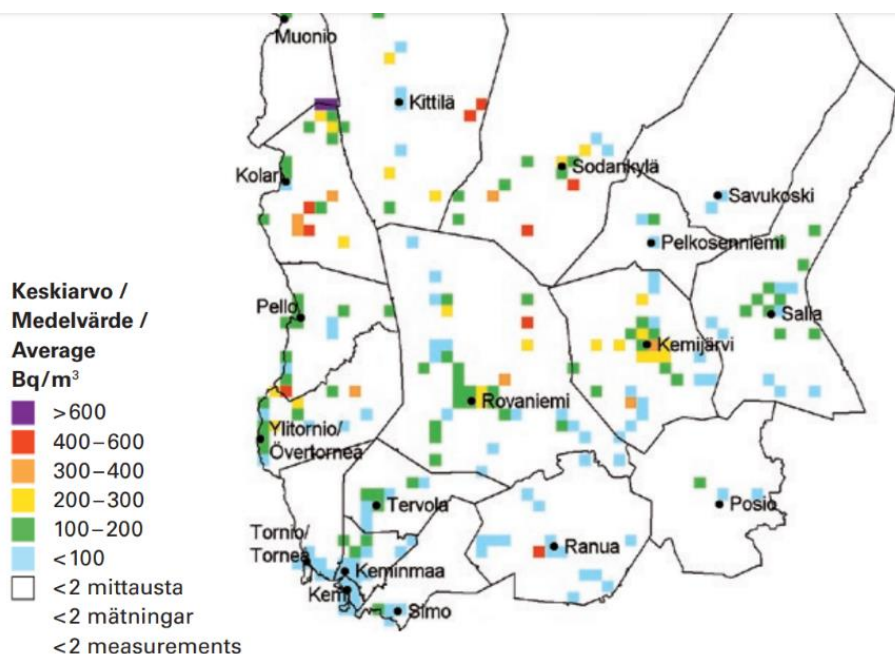 Muonio
Kittilä
Kolari
Sodankylä
Savukoski
Pelkosenniemi
Keskiarvo /
Medelvärde /
Average
Bq/m³
>600
400–600
300–400
200–300
100–200
<100
<2 mittausta
<2 mätningar
<2 measurements
Pello
Salla
Kemijärvi
Rovaniemi
Ylitornio/
Övertorneå
Tervola
Posio
Tornio/
Torneå
Ranua
Keminmaa
Kemi
Simo